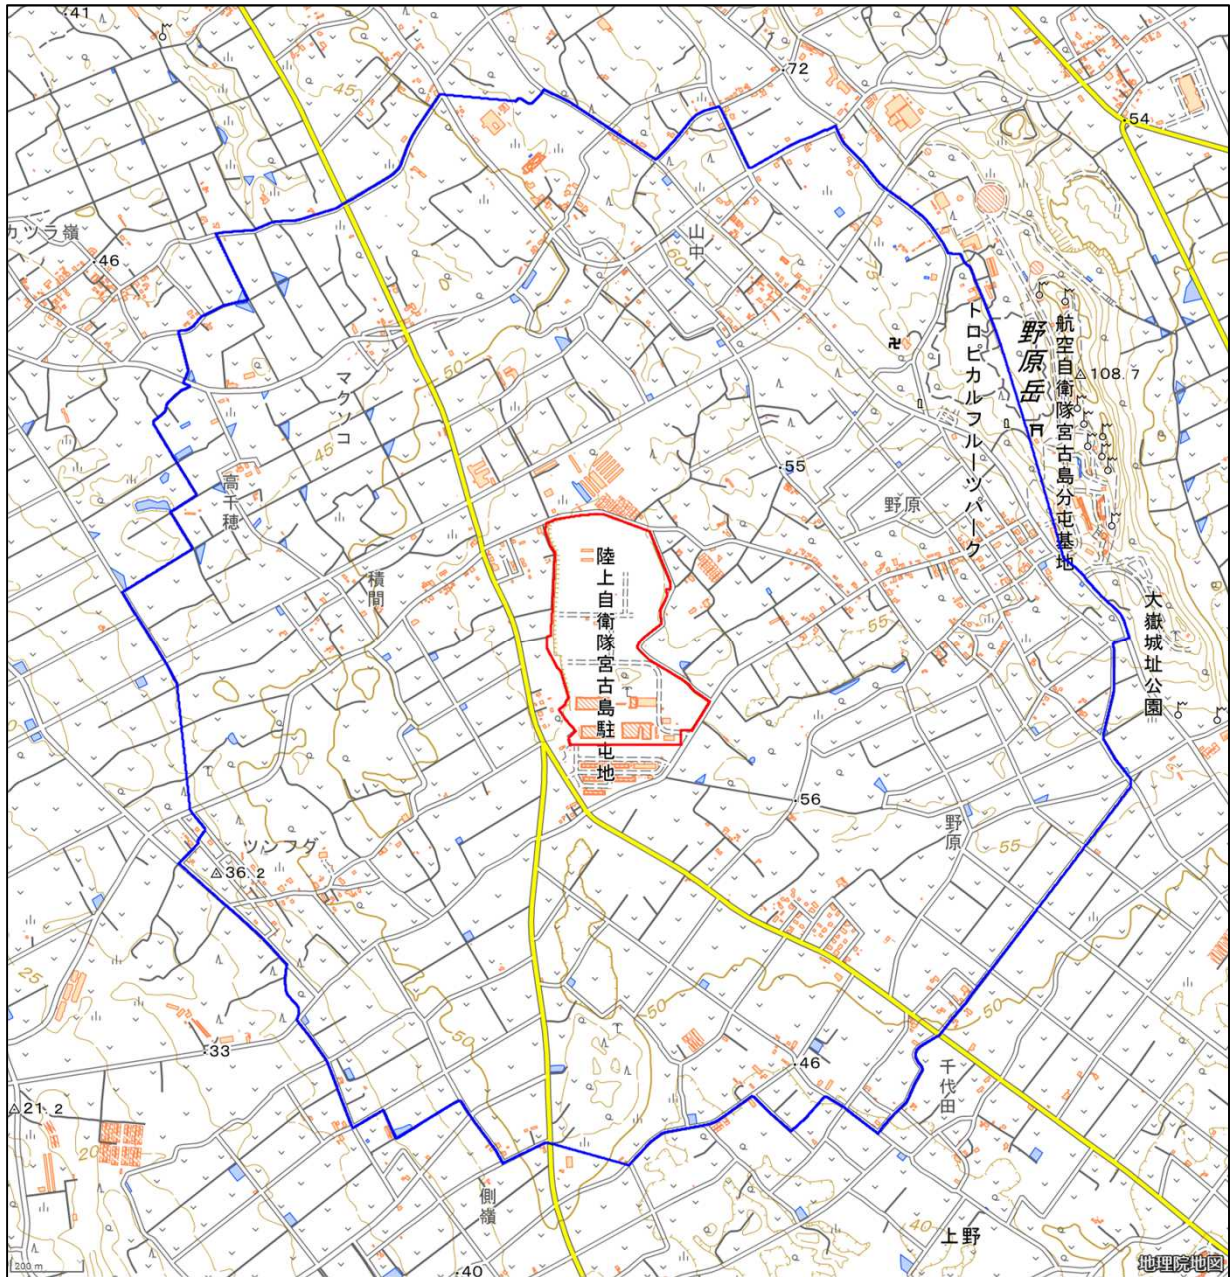 41
45
72
54
カツラ嶺
46
山中
60
トロピカルフルーツパーク
野原岳
航空自衛隊宮古島分屯基地
108.7
50
マクソコ
45
55
高千穂
野原
陸上自衛隊宮古島駐屯地
積間
55
大嶽城址公園
50
56
野原
55
ツンフグ
36.2
25
50
50
50
33
46
千代田
21.2
20
側嶺
40
上野
40
200 m
地理院地図